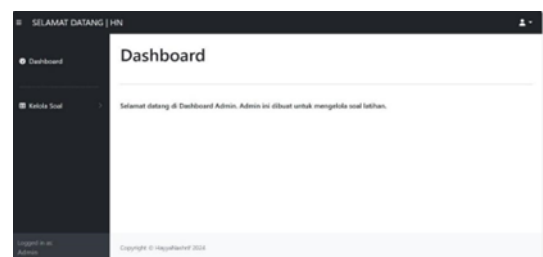 SELAMAT DATANG | HN
Dashboard
Dashboard
Kelola Soal
Selamat datang di Dashboard Admin. Admin ini dibuat untuk mengelola soal latihan.
Logged in as:
Admin
Copyright © 2024